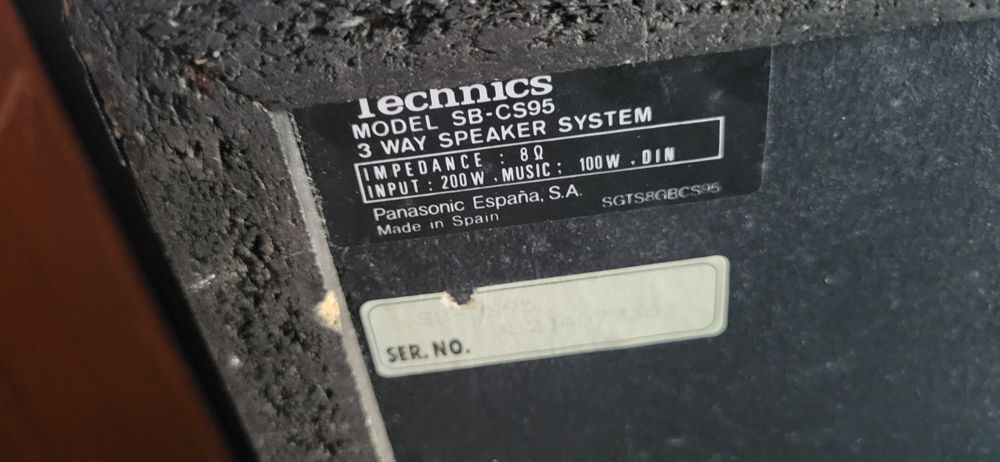 Technics
MODEL SB-CS95
3 WAY SPEAKER SYSTEM
IMPEDANCE : 8Ω
INPUT : 200W . MUSIC : 100W . DIN
Panasonic España, S.A.
Made in Spain
SGTS8GBCS95
SER. NO.